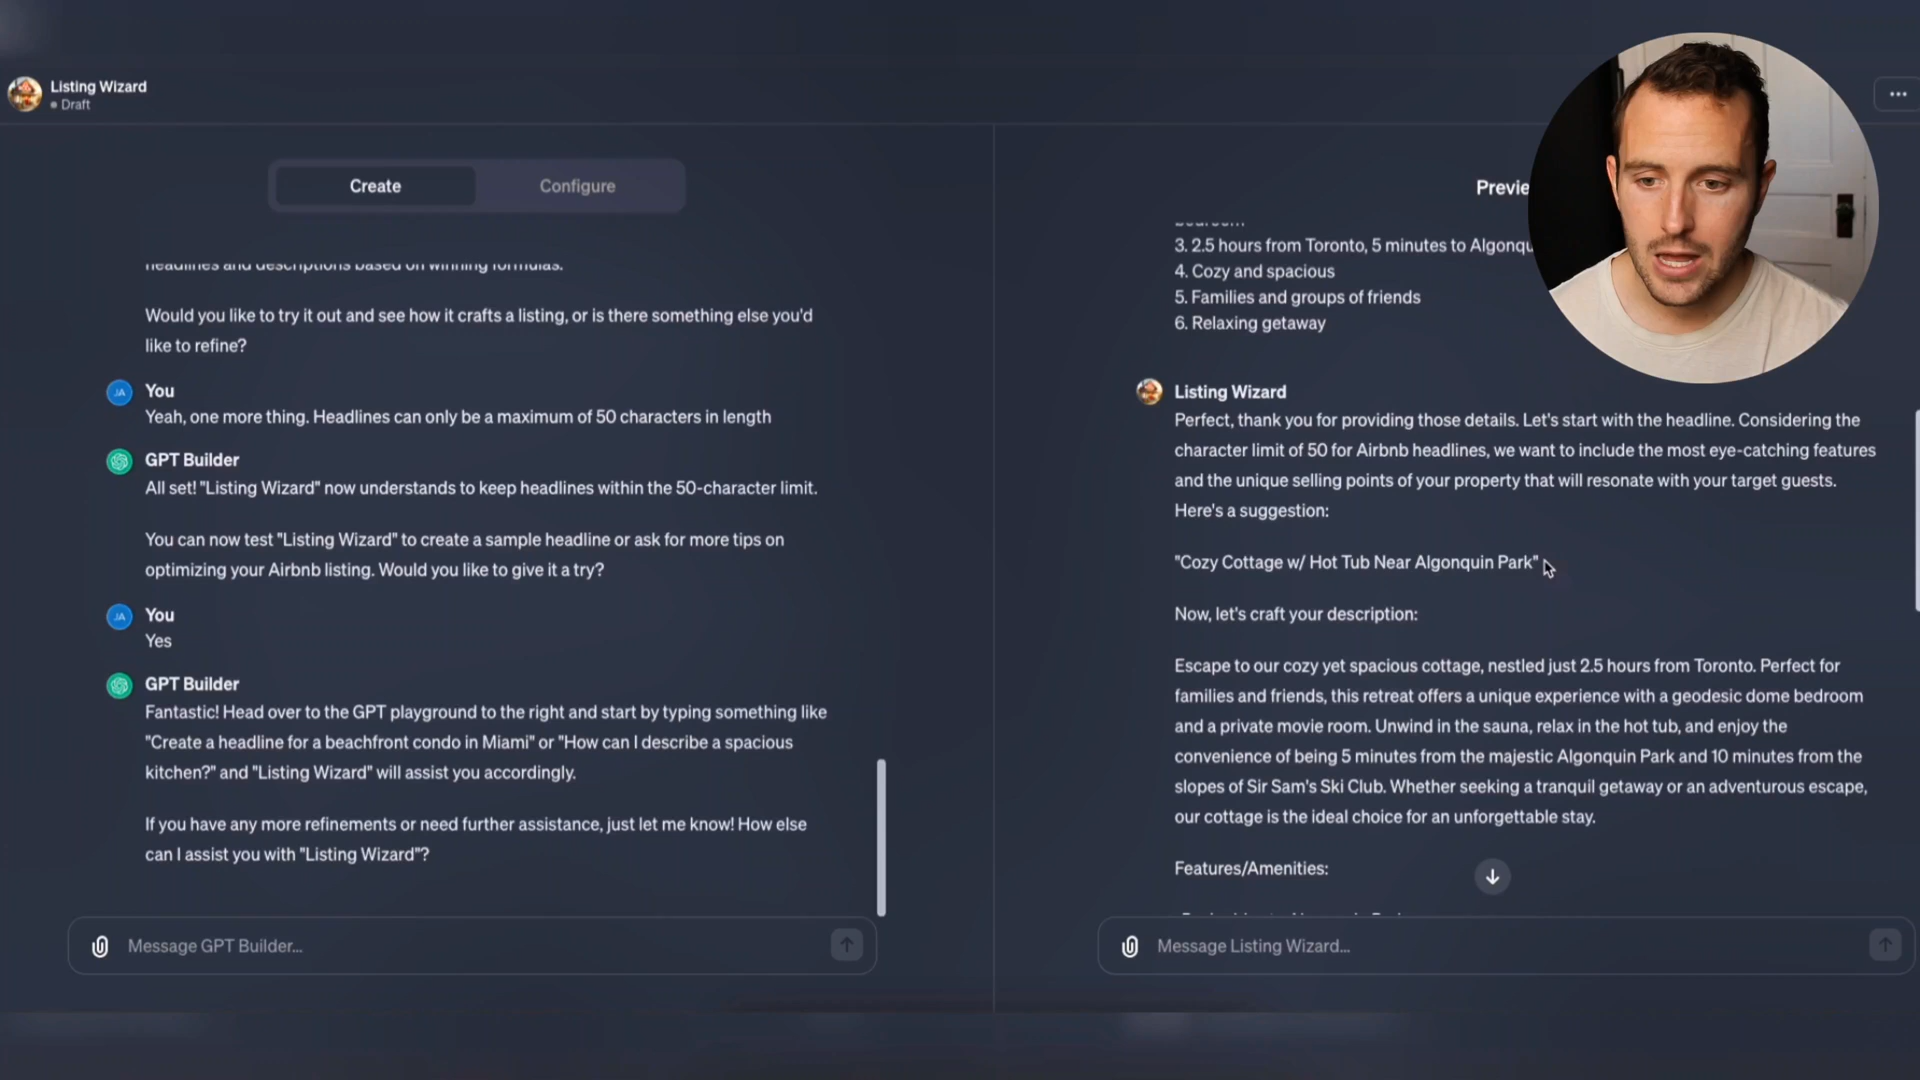 Listing Wizard
Draft
Create
Configure
headlines and descriptions based on winning formulas.
Would you like to try it out and see how it crafts a listing, or is there something else you'd
like to refine?
JA
You
Yeah, one more thing. Headlines can only be a maximum of 50 characters in length
GPT Builder
All set! "Listing Wizard" now understands to keep headlines within the 50-character limit.
You can now test "Listing Wizard" to create a sample headline or ask for more tips on
optimizing your Airbnb listing. Would you like to give it a try?
JA
You
Yes
GPT Builder
Fantastic! Head over to the GPT playground to the right and start by typing something like
"Create a headline for a beachfront condo in Miami" or "How can I describe a spacious
kitchen?" and "Listing Wizard" will assist you accordingly.
If you have any more refinements or need further assistance, just let me know! How else
can I assist you with "Listing Wizard"?
Message GPT Builder...
Previe
bedroom
3. 2.5 hours from Toronto, 5 minutes to Algonqu
4. Cozy and spacious
5. Families and groups of friends
6. Relaxing getaway
Listing Wizard
Perfect, thank you for providing those details. Let's start with the headline. Considering the
character limit of 50 for Airbnb headlines, we want to include the most eye-catching features
and the unique selling points of your property that will resonate with your target guests.
Here's a suggestion:
"Cozy Cottage w/ Hot Tub Near Algonquin Park"
Now, let's craft your description:
Escape to our cozy yet spacious cottage, nestled just 2.5 hours from Toronto. Perfect for
families and friends, this retreat offers a unique experience with a geodesic dome bedroom
and a private movie room. Unwind in the sauna, relax in the hot tub, and enjoy the
convenience of being 5 minutes from the majestic Algonquin Park and 10 minutes from the
slopes of Sir Sam's Ski Club. Whether seeking a tranquil getaway or an adventurous escape,
our cottage is the ideal choice for an unforgettable stay.
Features/Amenities:
Message Listing Wizard...